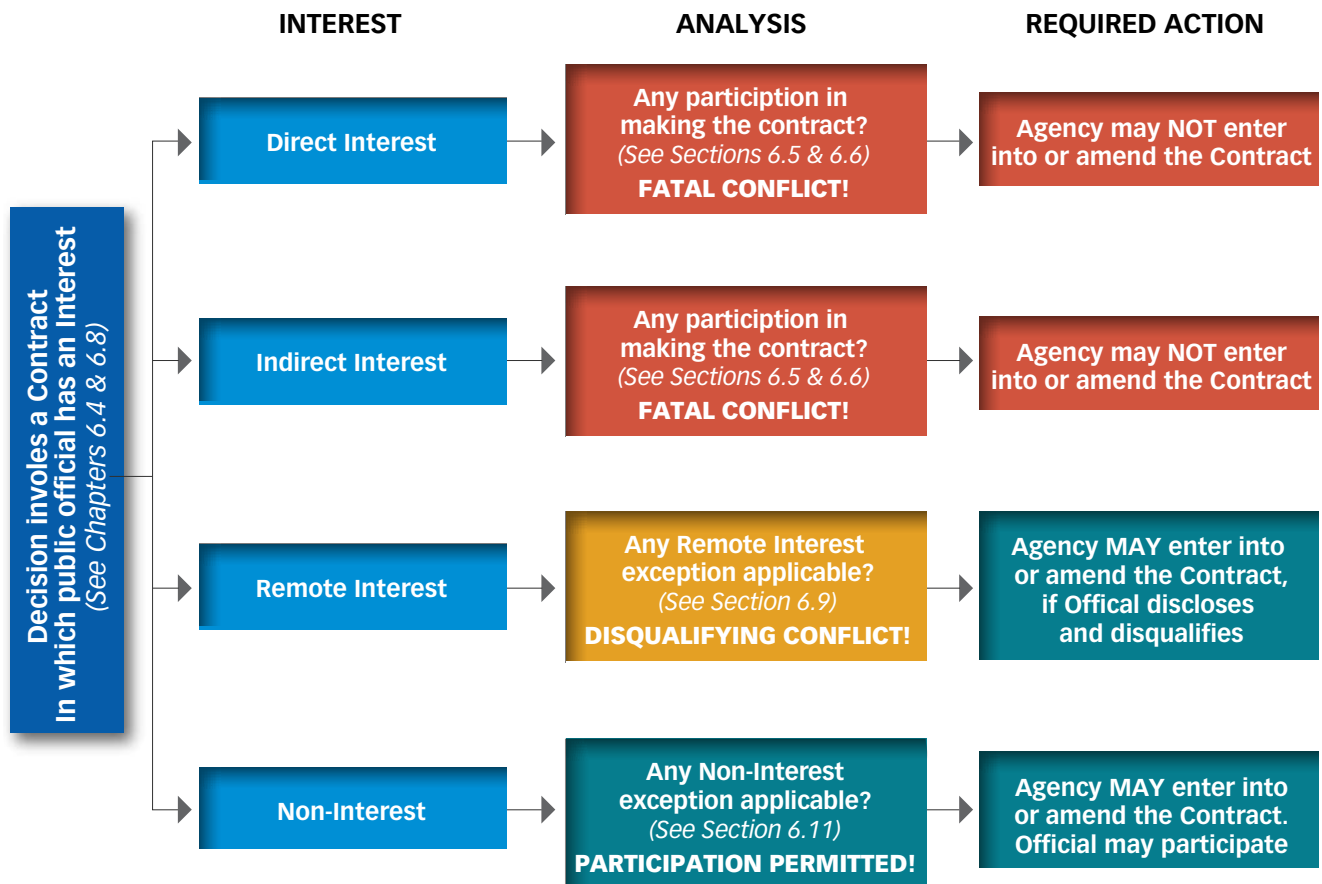 INTEREST
ANALYSIS
REQUIRED ACTION
Decision involes a Contract
In which public official has an Interest
(See Chapters 6.4 & 6.8)
Direct Interest
Any participtíon in
making the contract?
(See Sections 6.5 & 6.6)
FATAL CONFLICT!
Agency may NOT enter
into or amend the Contract
Indirect Interest
Any participtíon in
making the contract?
(See Sections 6.5 & 6.6)
FATAL CONFLICT!
Agency may NOT enter
into or amend the Contract
Remote Interest
Any Remote Interest
exception applicable?
(See Section 6.9)
DISQUALIFYING CONFLICT!
Agency MAY enter into
or amend the Contract,
if Offical discloses
and disqualifies
Non-Interest
Any Non-Interest
exception applicable?
(See Section 6.11)
PARTICIPATION PERMITTED!
Agency MAY enter into
or amend the Contract.
Official may participate